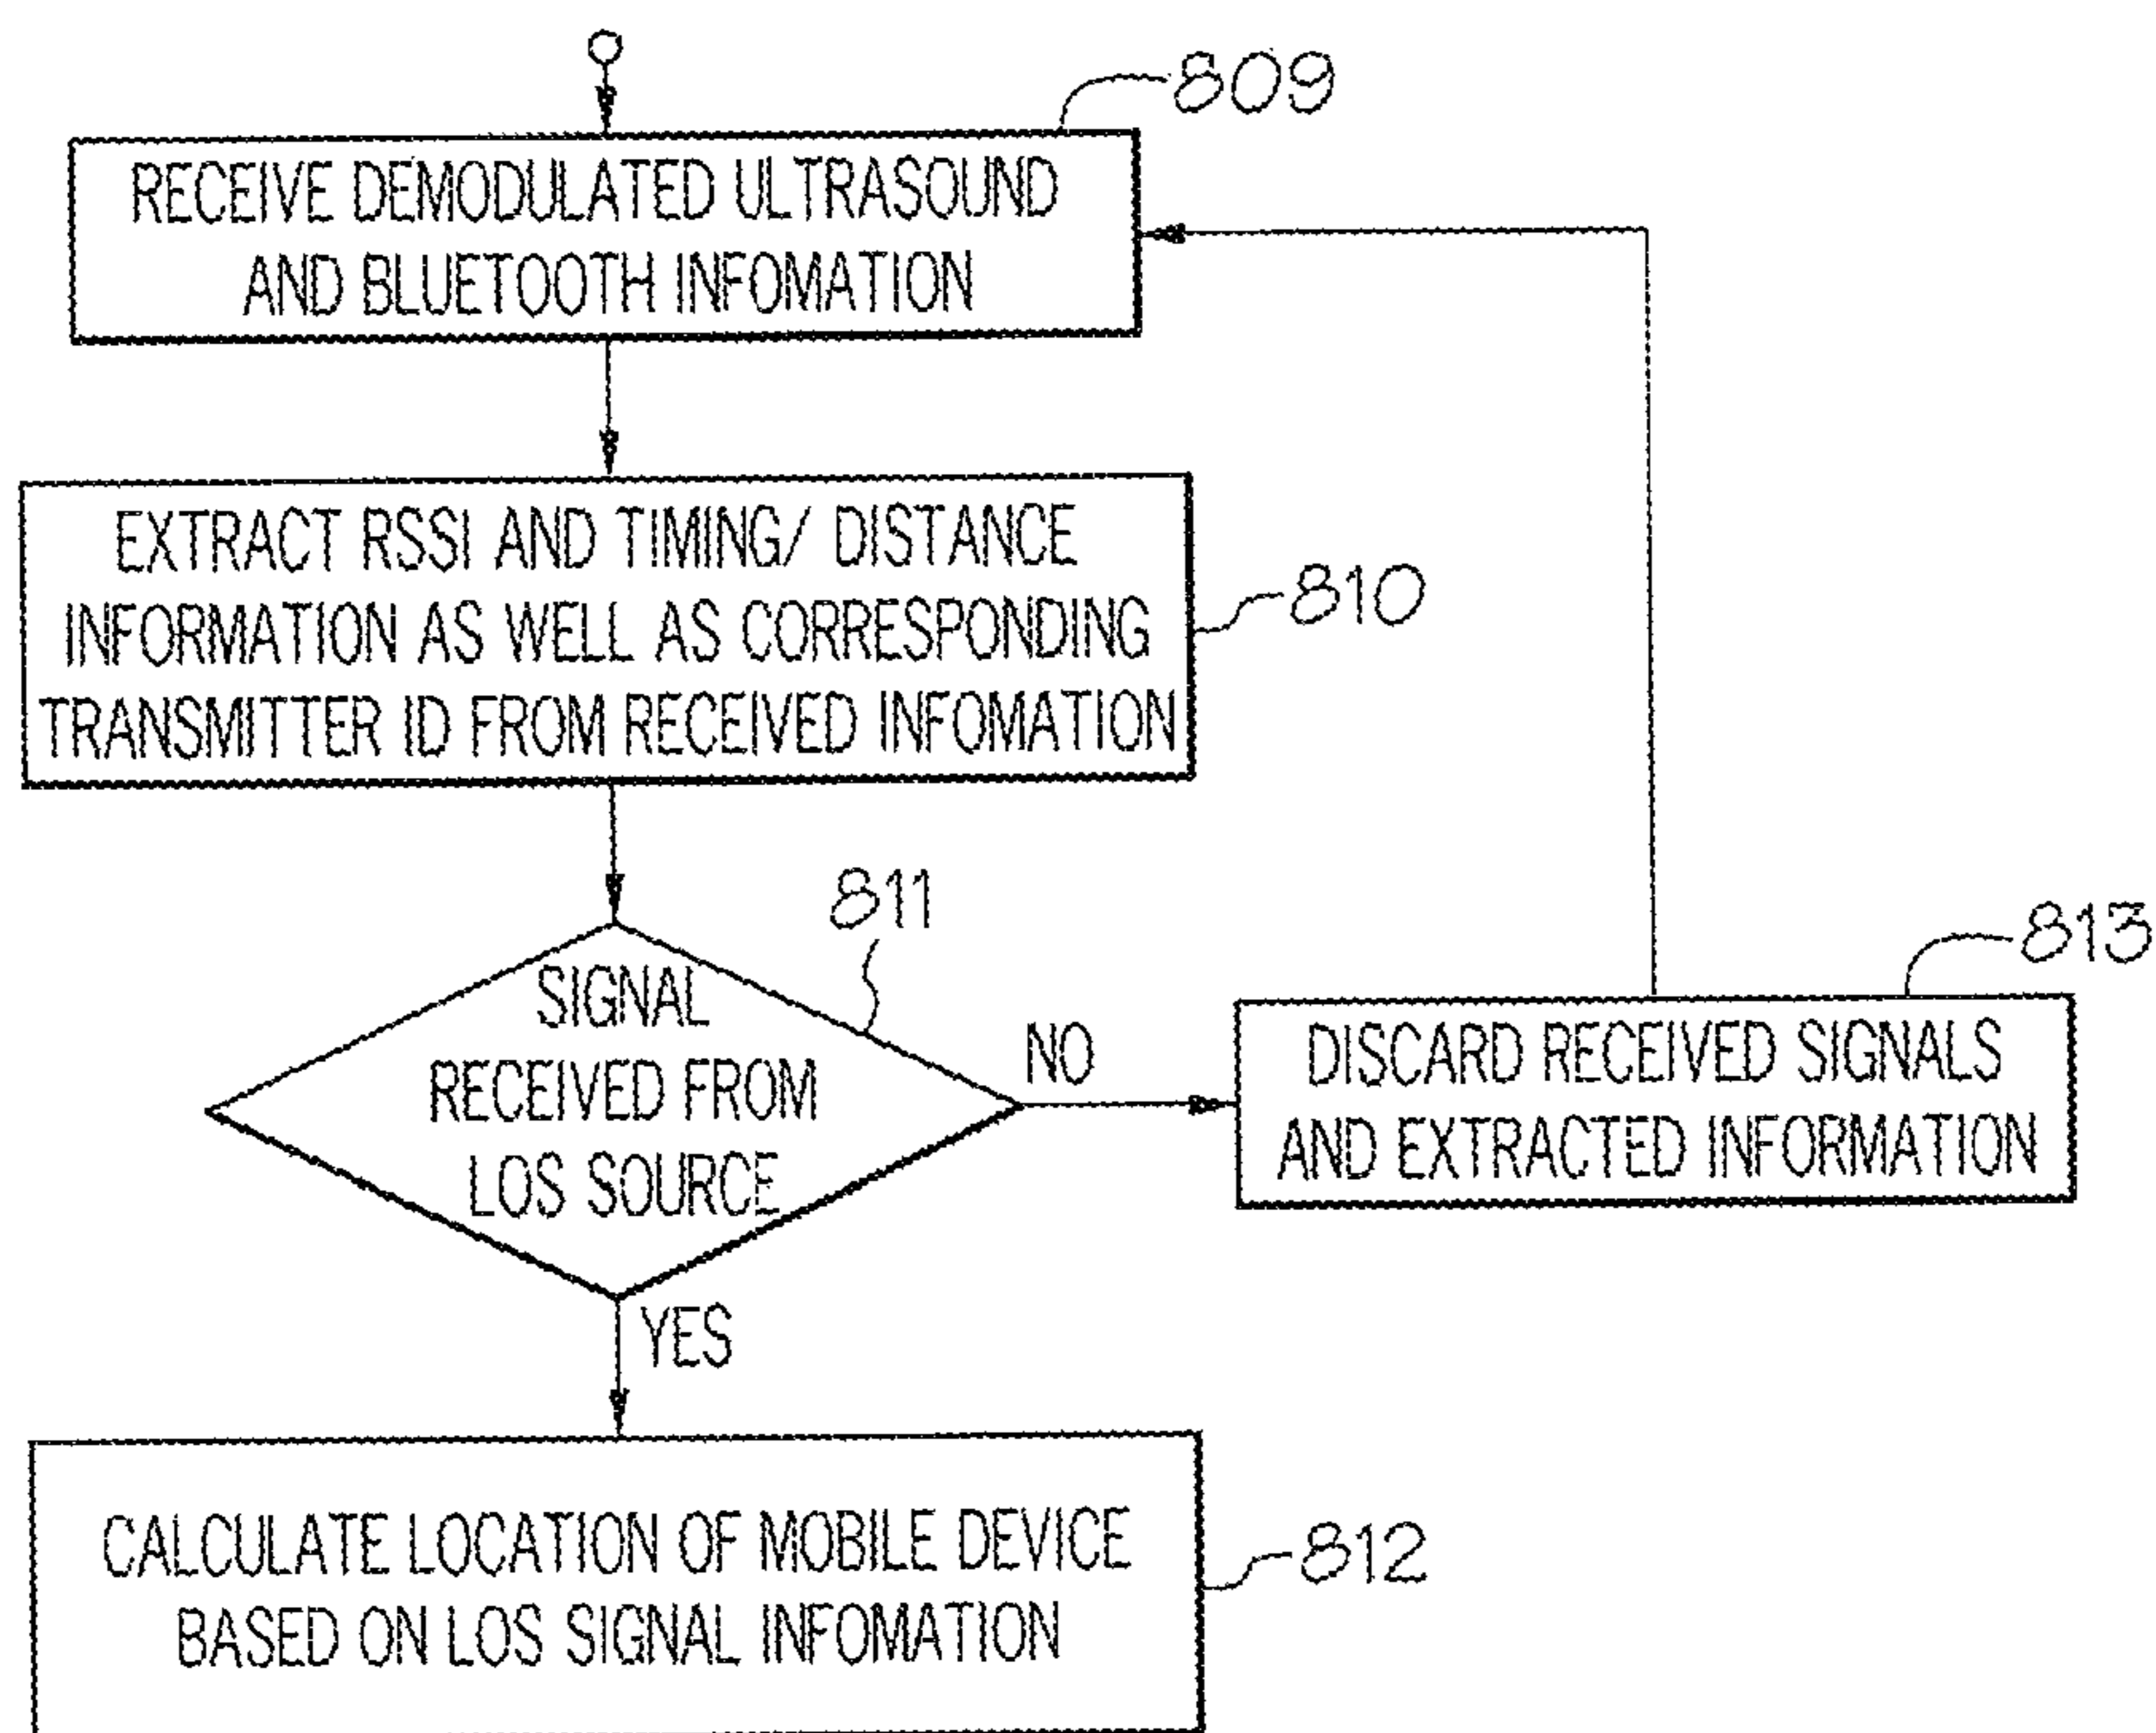 809
RECEIVE DEMODULATED ULTRASOUND
AND BLUETOOTH INFOMATION
EXTRACT RSSI AND TIMING/ DISTANCE
INFORMATION AS WELL AS CORRESPONDING
TRANSMITTER ID FROM RECEIVED INFOMATION
810
811
SIGNAL
RECEIVED FROM
LOS SOURCE
NO
813
DISCARD RECEIVED SIGNALS
AND EXTRACTED INFORMATION
YES
CALCULATE LOCATION OF MOBILE DEVICE
BASED ON LOS SIGNAL INFOMATION
812